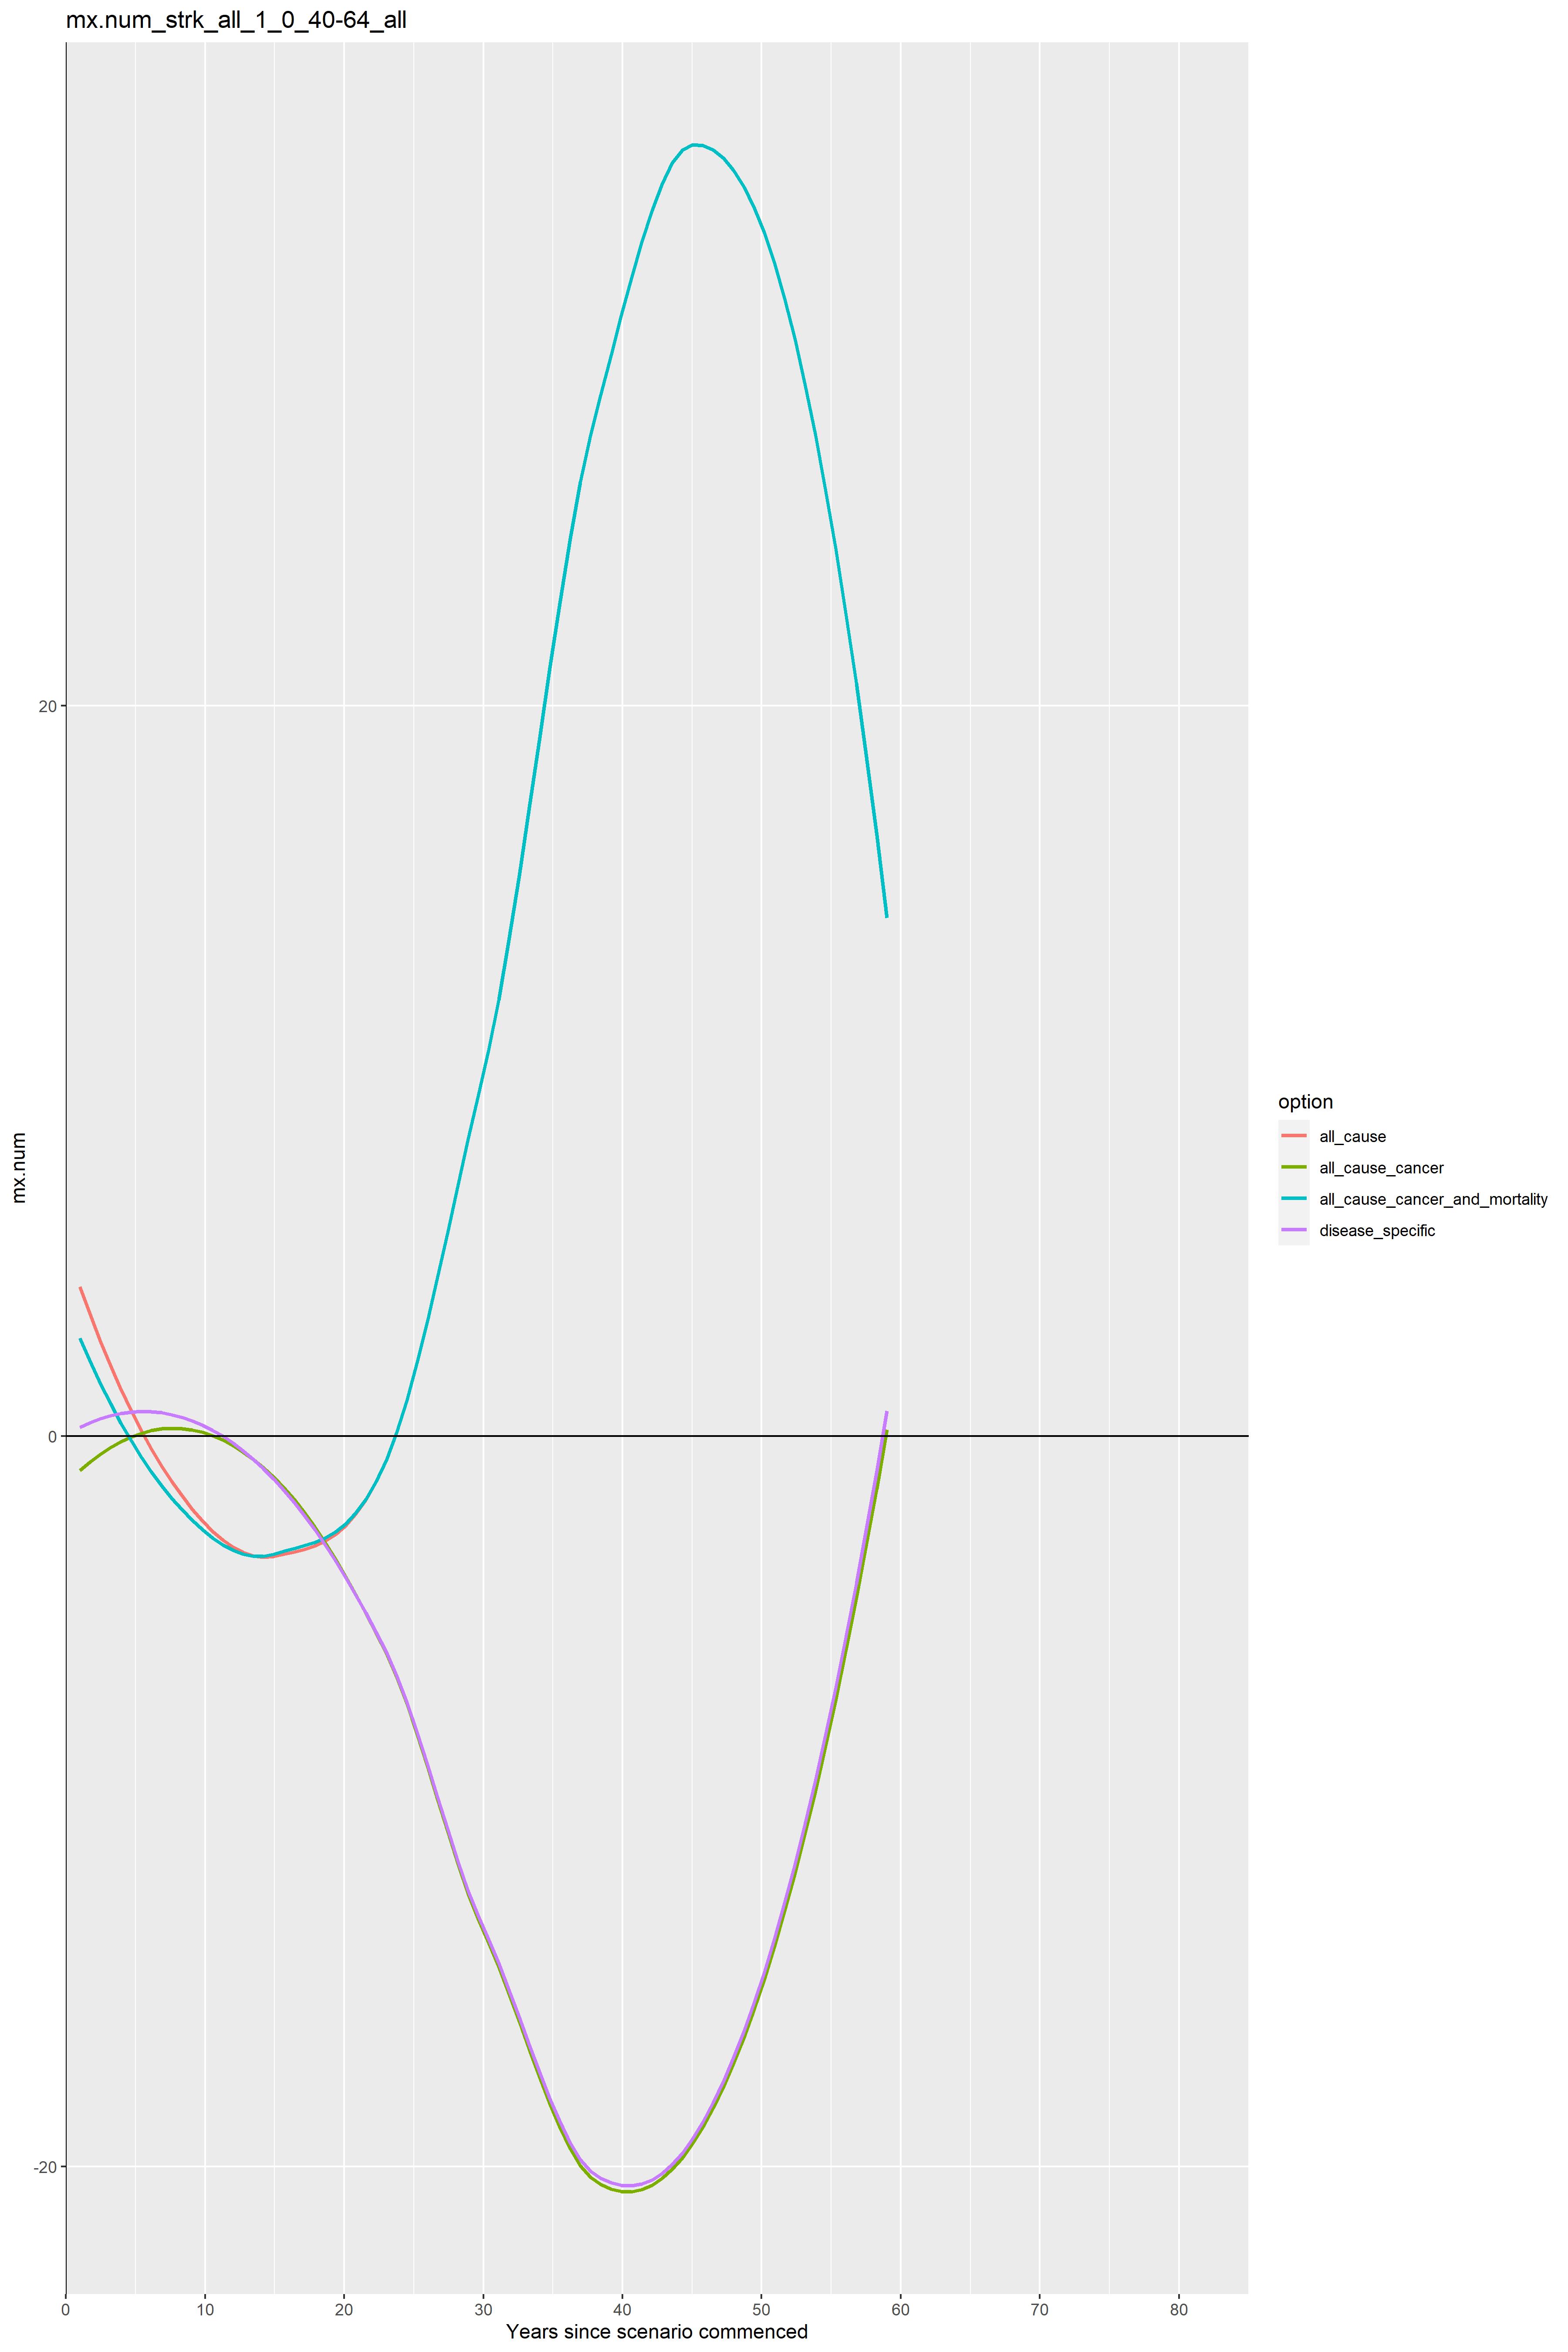 mx.num_strk_all_1_0_40-64_all
mx.num
20
0
-20
0 10 20 30 40 50 60 70 80
Years since scenario commenced
option
all_cause
all_cause_cancer
all_cause_cancer_and_mortality
disease_specific